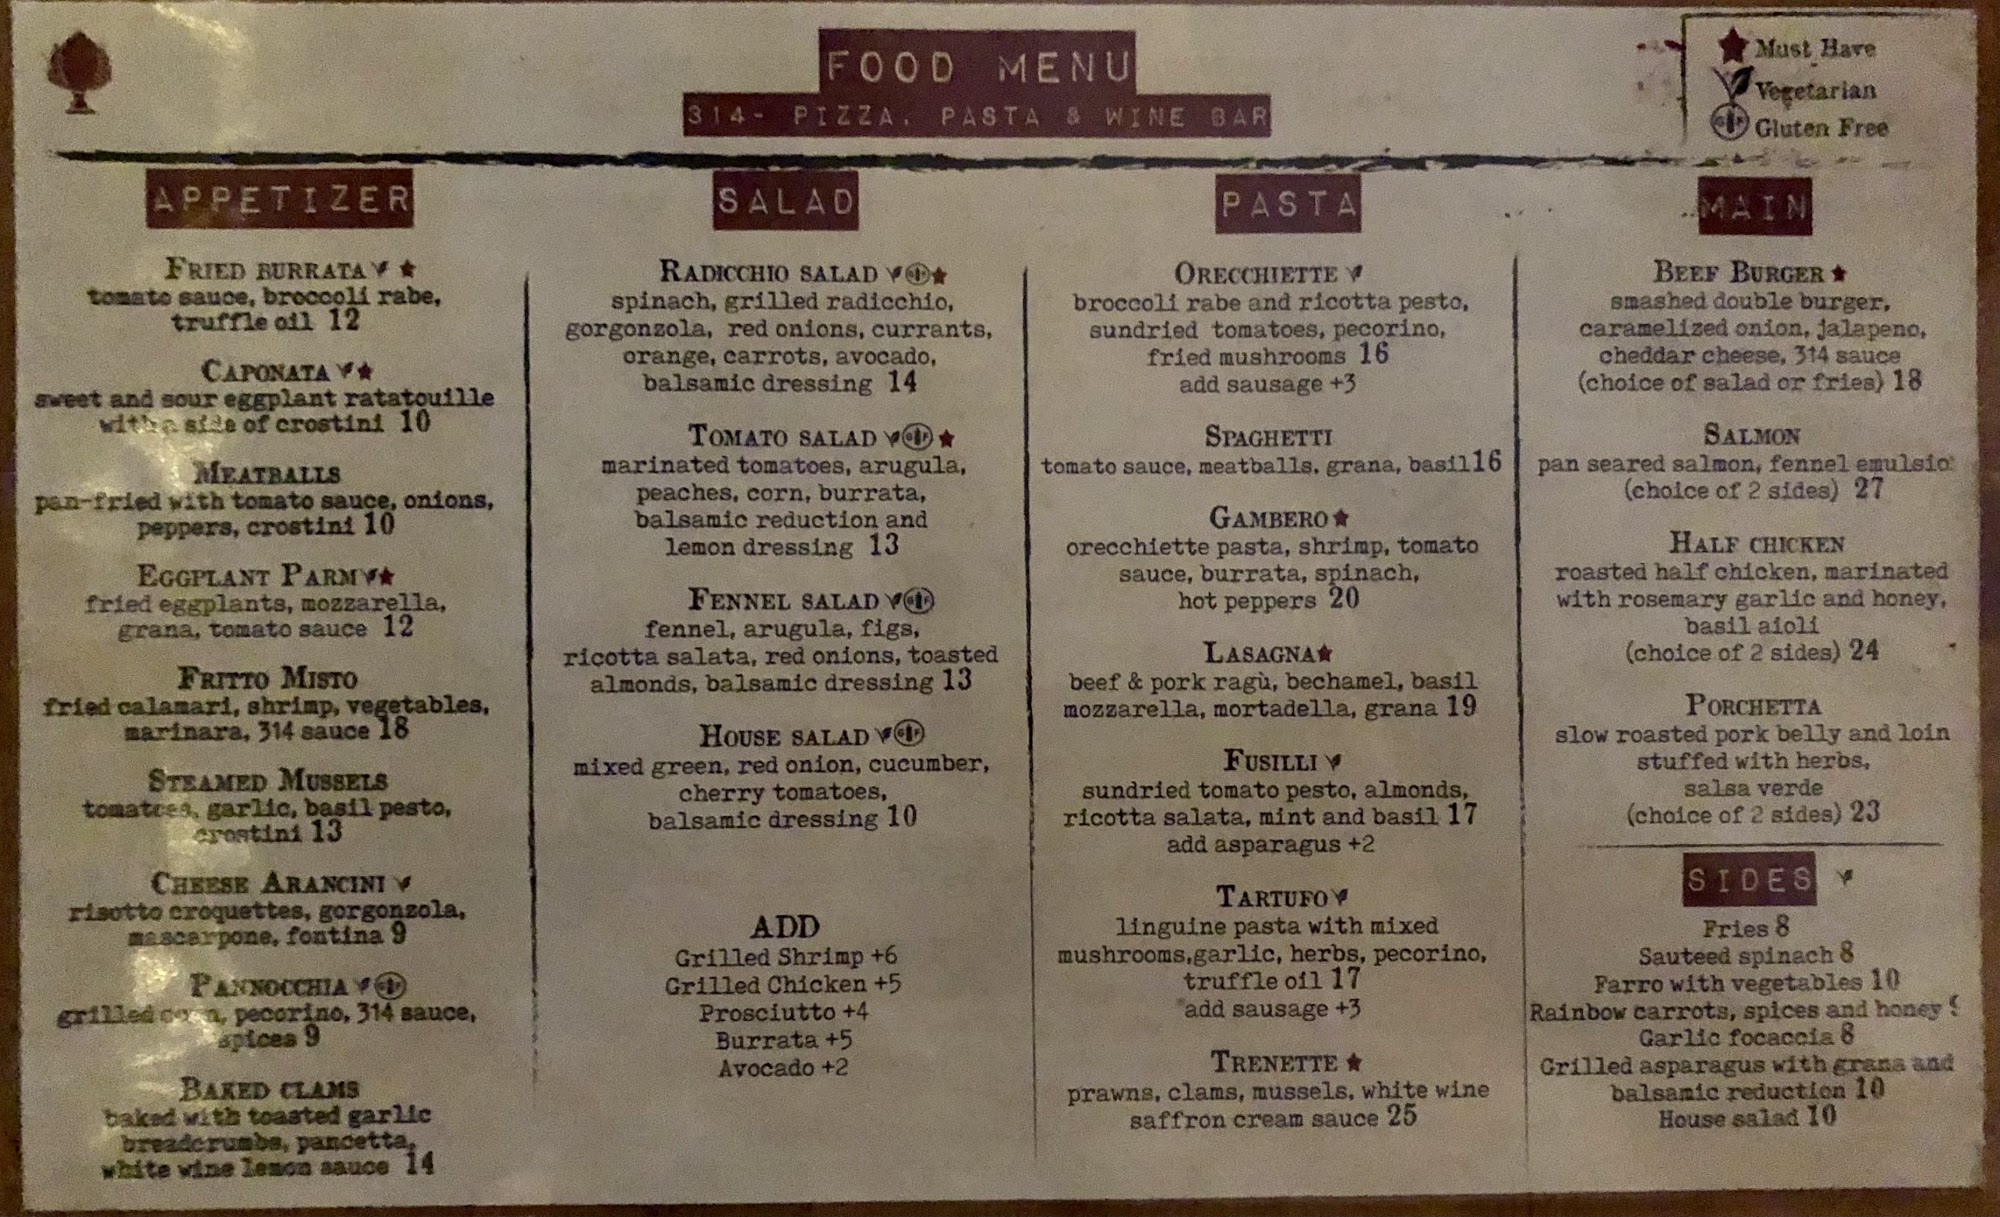 FOOD MENU
314- PIZZA, PASTA & WINE BAR
Must Have
Vegetarian
GF Gluten Free
APPETIZER
FRIED BURRATA
tomato sauce, broccoli rabe,
truffle oil 12
CAPONATA
sweet and sour eggplant ratatouille
with a side of crostini 10
MEATBALLS
pan-fried with tomato sauce, onions,
peppers, crostini 10
EGGPLANT PARM
fried eggplants, mozzarella,
grana, tomato sauce 12
FRITTO MISTO
fried calamari, shrimp, vegetables,
marinara, 314 sauce 18
STEAMED MUSSELS
tomatoes, garlic, basil pesto,
crostini 13
CHEESE ARANCINI
risotto croquettes, gorgonzola,
mascarpone, fontina 9
PANNOCCHIA GF
grilled corn, pecorino, 314 sauce,
spices 9
BAKED CLAMS
baked with toasted garlic
breadcrumbs, pancetta,
white wine lemon sauce 14
SALAD
RADICCHIO SALAD GF
spinach, grilled radicchio,
gorgonzola, red onions, currants,
orange, carrots, avocado,
balsamic dressing 14
TOMATO SALAD GF
marinated tomatoes, arugula,
peaches, corn, burrata,
balsamic reduction and
lemon dressing 13
FENNEL SALAD GF
fennel, arugula, figs,
ricotta salata, red onions, toasted
almonds, balsamic dressing 13
HOUSE SALAD GF
mixed green, red onion, cucumber,
cherry tomatoes,
balsamic dressing 10
ADD
Grilled Shrimp +6
Grilled Chicken +5
Prosciutto +4
Burrata +5
Avocado +2
PASTA
ORECCHIETTE
broccoli rabe and ricotta pesto,
sundried tomatoes, pecorino,
fried mushrooms 16
add sausage +3
SPAGHETTI
tomato sauce, meatballs, grana, basil 16
GAMBERO
orecchiette pasta, shrimp, tomato
sauce, burrata, spinach,
hot peppers 20
LASAGNA
beef & pork ragù, bechamel, basil
mozzarella, mortadella, grana 19
FUSILLI
sundried tomato pesto, almonds,
ricotta salata, mint and basil 17
add asparagus +2
TARTUFO
linguine pasta with mixed
mushrooms,garlic, herbs, pecorino,
truffle oil 17
add sausage +3
TRENETTE
prawns, clams, mussels, white wine
saffron cream sauce 25
MAIN
BEEF BURGER
smashed double burger,
caramelized onion, jalapeno,
cheddar cheese, 314 sauce
(choice of salad or fries) 18
SALMON
pan seared salmon, fennel emulsio
(choice of 2 sides) 27
HALF CHICKEN
roasted half chicken, marinated
with rosemary garlic and honey,
basil aioli
(choice of 2 sides) 24
PORCHETTA
slow roasted pork belly and loin
stuffed with herbs,
salsa verde
(choice of 2 sides) 23
SIDES
Fries 8
Sauteed spinach 8
Farro with vegetables 10
Rainbow carrots, spices and honey
Garlic focaccia 8
Grilled asparagus with grana and
balsamic reduction 10
House salad 10